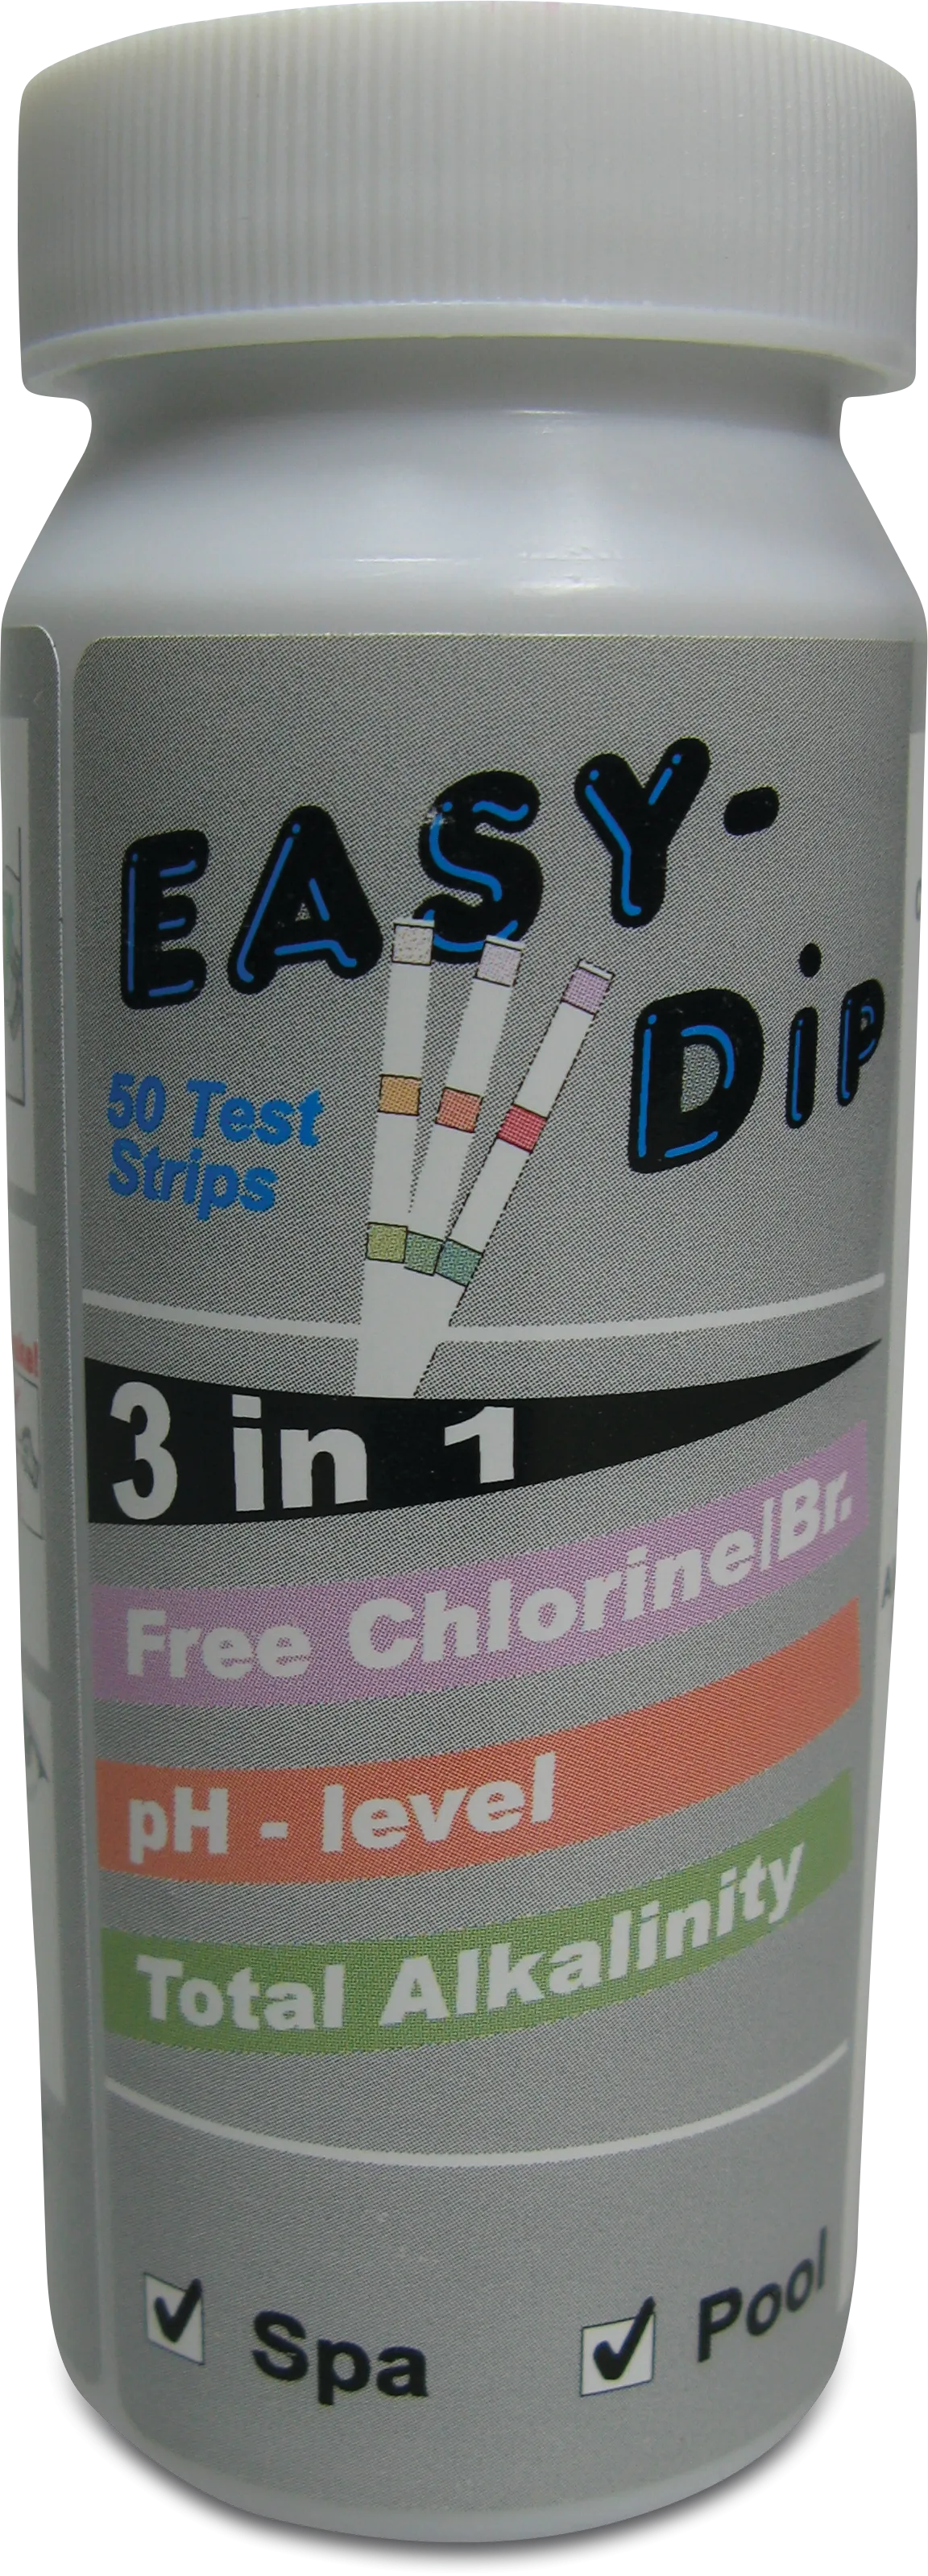 EASY-
Dip
50 Test
Strips
3 in 1
Free Chlorine/Br.
pH - level
Total Alkalinity
Spa
Pool